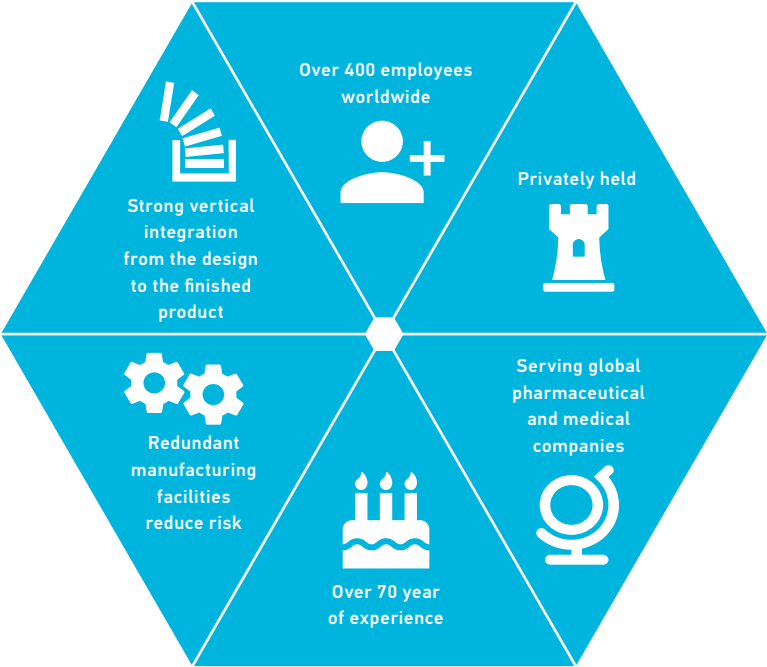 Over 400 employees
worldwide
Privately held
Strong vertical
integration
from the design
to the finished
product
Serving global
pharmaceutical
and medical
companies
Redundant
manufacturing
facilities
reduce risk
Over 70 year
of experience